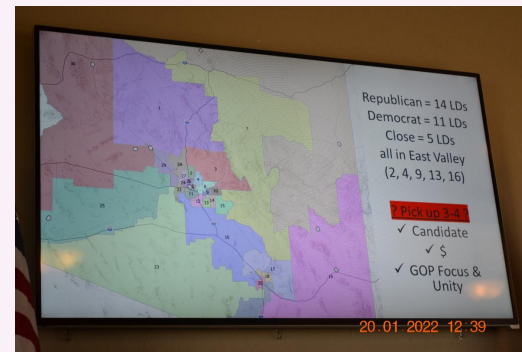 Republican = 14 LDs
Democrat = 11 LDs
Close = 5 LDs
all in East Valley
(2, 4, 9, 13, 16)
? Pick up 3-4 ?
✓ Candidate
✓ $
✓ GOP Focus &
Unity
20.01.2022 12:39